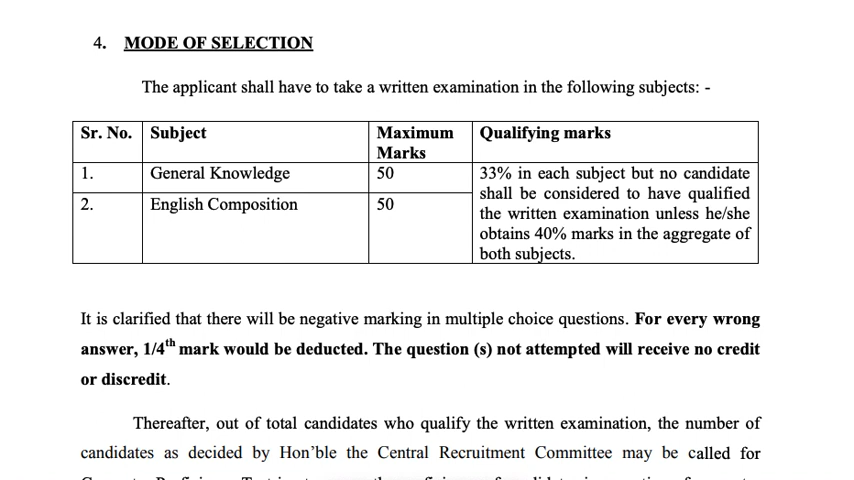 4. MODE OF SELECTION
The applicant shall have to take a written examination in the following subjects: -
Sr. No. Subject Maximum Marks Qualifying marks
1. General Knowledge 50 33% in each subject but no candidate
shall be considered to have qualified
2. English Composition 50 the written examination unless he/she
obtains 40% marks in the aggregate of
both subjects.
It is clarified that there will be negative marking in multiple choice questions. For every wrong
answer, 1/4th mark would be deducted. The question (s) not attempted will receive no credit
or discredit.
Thereafter, out of total candidates who qualify the written examination, the number of
candidates as decided by Hon’ble the Central Recruitment Committee may be called for